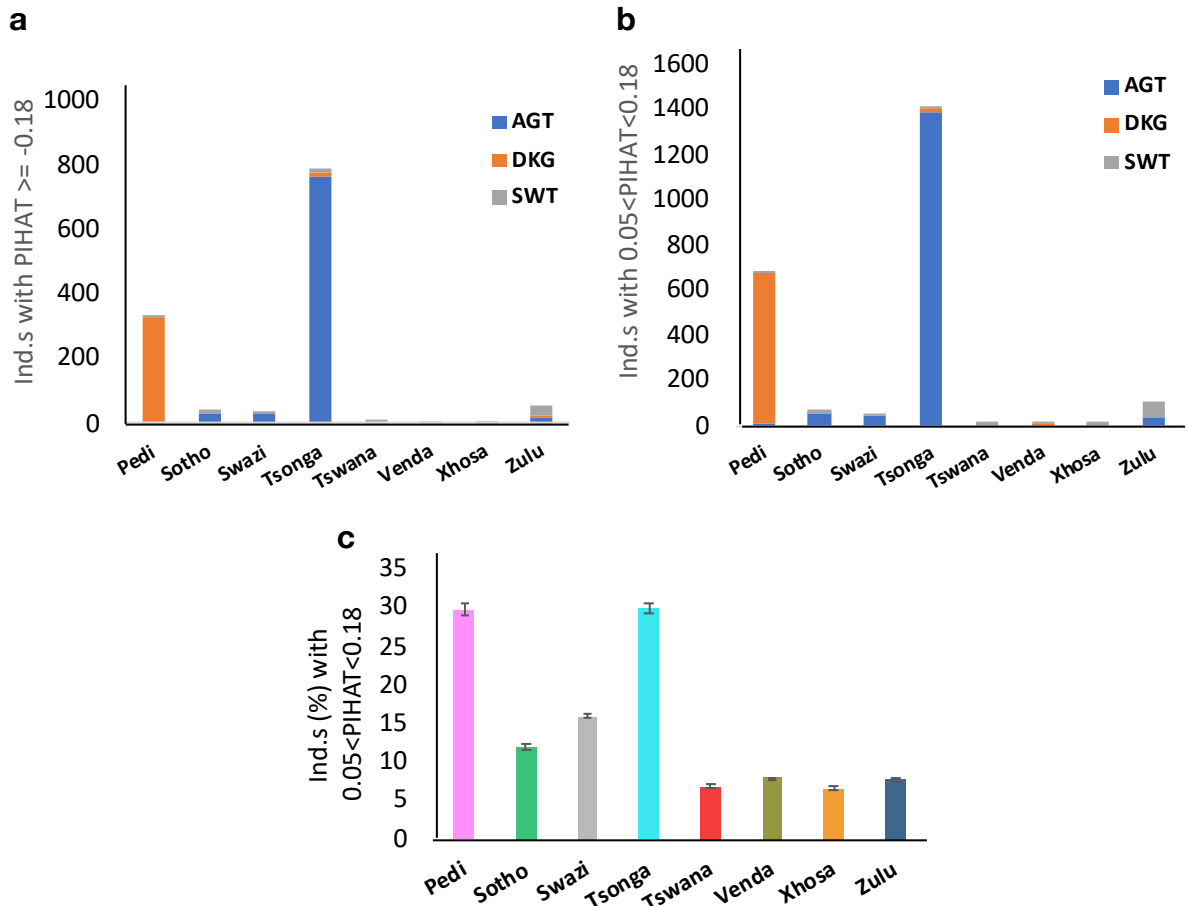 a
Ind.s with PIHAT >= -0.18
1000
800
600
400
200
0
AGT
DKG
SWT
Pedi
Sotho
Swazi
Tsonga
Tswana
Venda
Xhosa
Zulu
b
Ind.s with 0.05<PIHAT<0.18
1600
1400
1200
1000
800
600
400
200
0
AGT
DKG
SWT
Pedi
Sotho
Swazi
Tsonga
Tswana
Venda
Xhosa
Zulu
c
Ind.s (%) with
0.05<PIHAT<0.18
35
30
25
20
15
10
5
0
Pedi
Sotho
Swazi
Tsonga
Tswana
Venda
Xhosa
Zulu